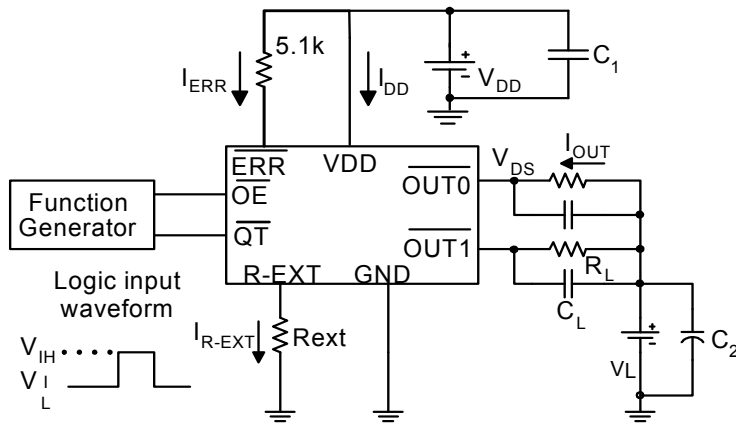 5.1k
I_ERR
I_DD
V_DD
C_1
ERR
VDD
V_DS
I_OUT
OE
OUT0
Function
Generator
QT
OUT1
R-EXT
GND
R_L
C_L
Logic input
waveform
I_R-EXT
Rext
V_IH
V_IL
VL
C_2
+
-
+
-